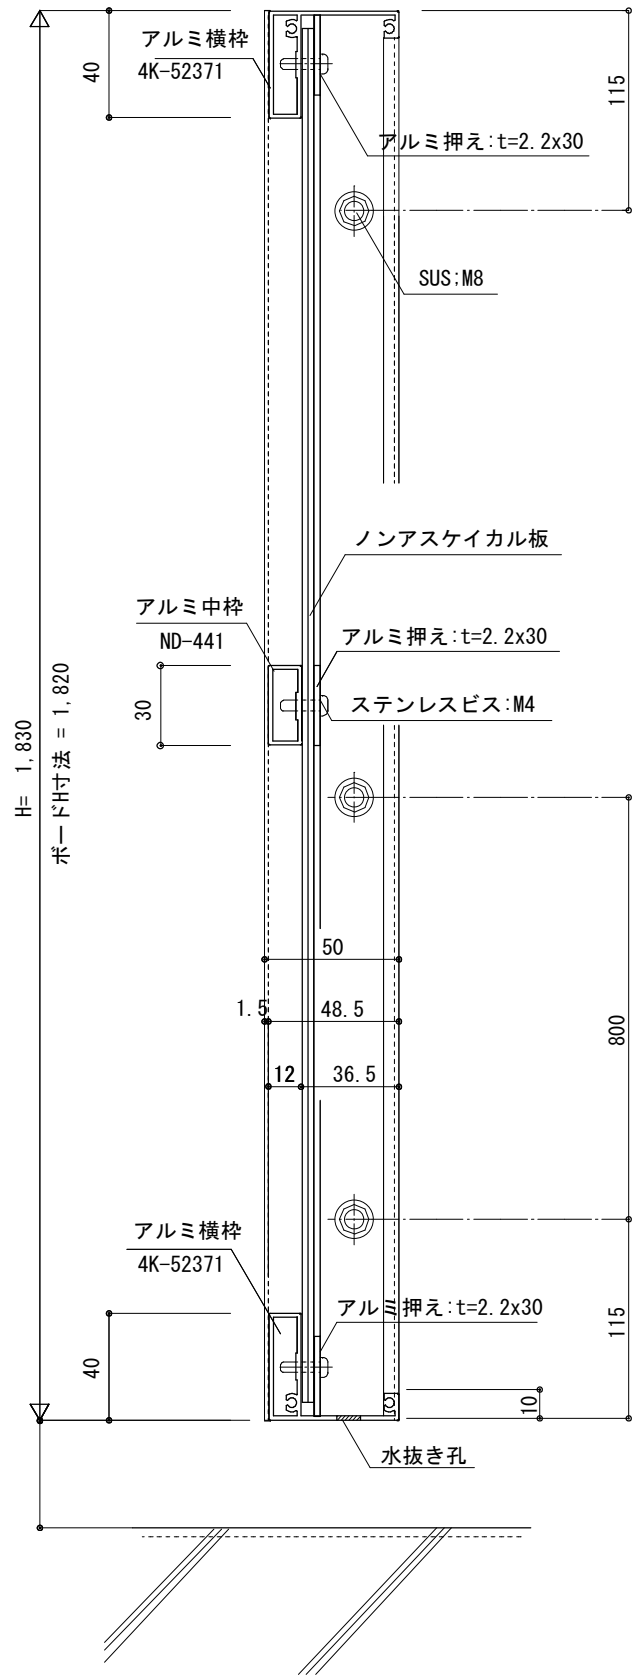 アルミ横枠
4K-52371
40
115
アルミ押え:t=2.2x30
SUS;M8
ノンアスケイカル板
アルミ中枠
ND-441
アルミ押え:t=2.2x30
30
ステンレスビス:M4
H= 1,830
ボードH寸法 = 1,820
50
1.5
48.5
800
12
36.5
アルミ横枠
4K-52371
アルミ押え:t=2.2x30
40
115
10
水抜き孔